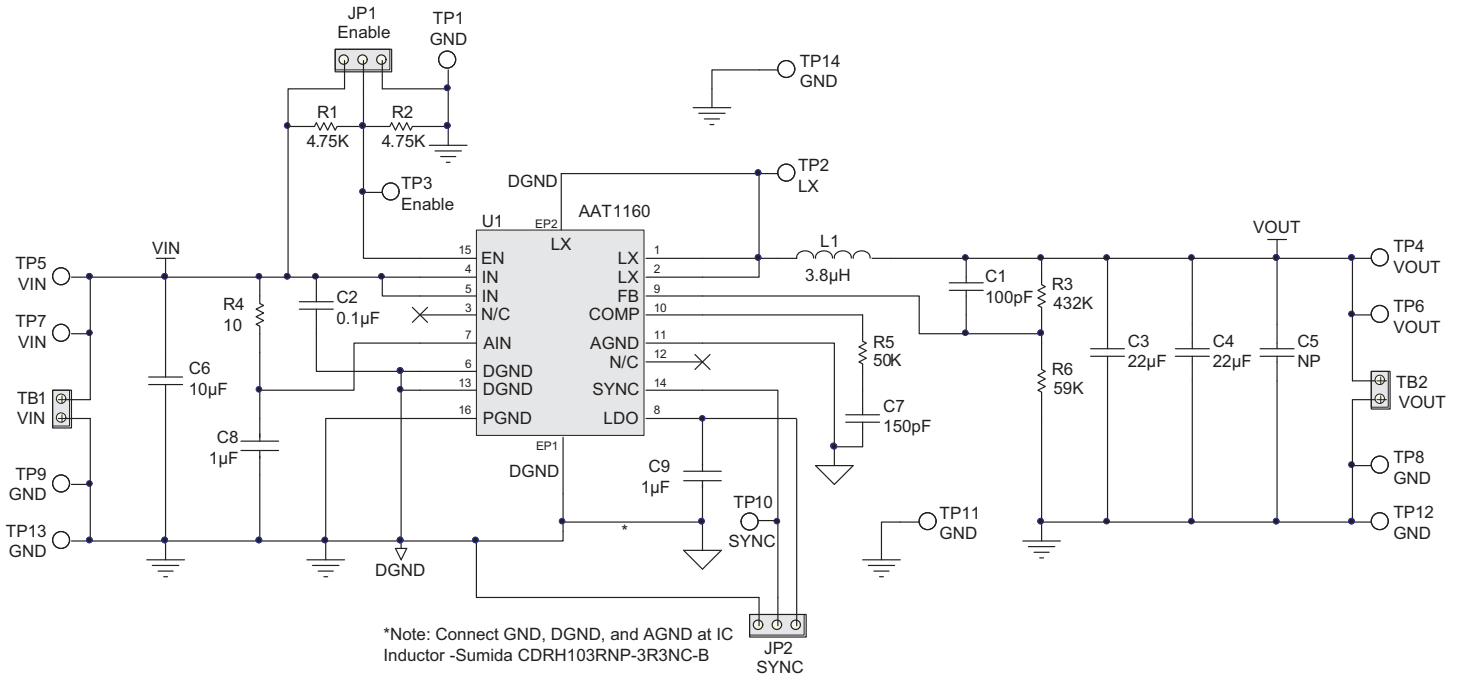 JP1
Enable
TP1
GND
TP14
GND
R1
4.75K
R2
4.75K
TP3
Enable
DGND
TP2
LX
AAT1160
U1
EP2
LX
VIN
TP5
VIN
TP7
VIN
TB1
VIN
TP9
GND
TP13
GND
C6
10µF
R4
10
C8
1µF
C2
0.1µF
15
EN
4
IN
5
IN
3
N/C
7
AIN
6
DGND
13
DGND
16
PGND
LX
1
LX
2
FB
9
COMP
10
AGND
11
N/C
12
SYNC
14
LDO
8
EP1
DGND
DGND
L1
3.8µH
C1
100pF
R3
432K
R5
50K
C7
150pF
R6
59K
C3
22µF
C4
22µF
C5
NP
VOUT
TP4
VOUT
TP6
VOUT
TB2
VOUT
TP8
GND
TP12
GND
C9
1µF
*
TP10
SYNC
TP11
GND
*Note: Connect GND, DGND, and AGND at IC
Inductor -Sumida CDRH103RNP-3R3NC-B
JP2
SYNC